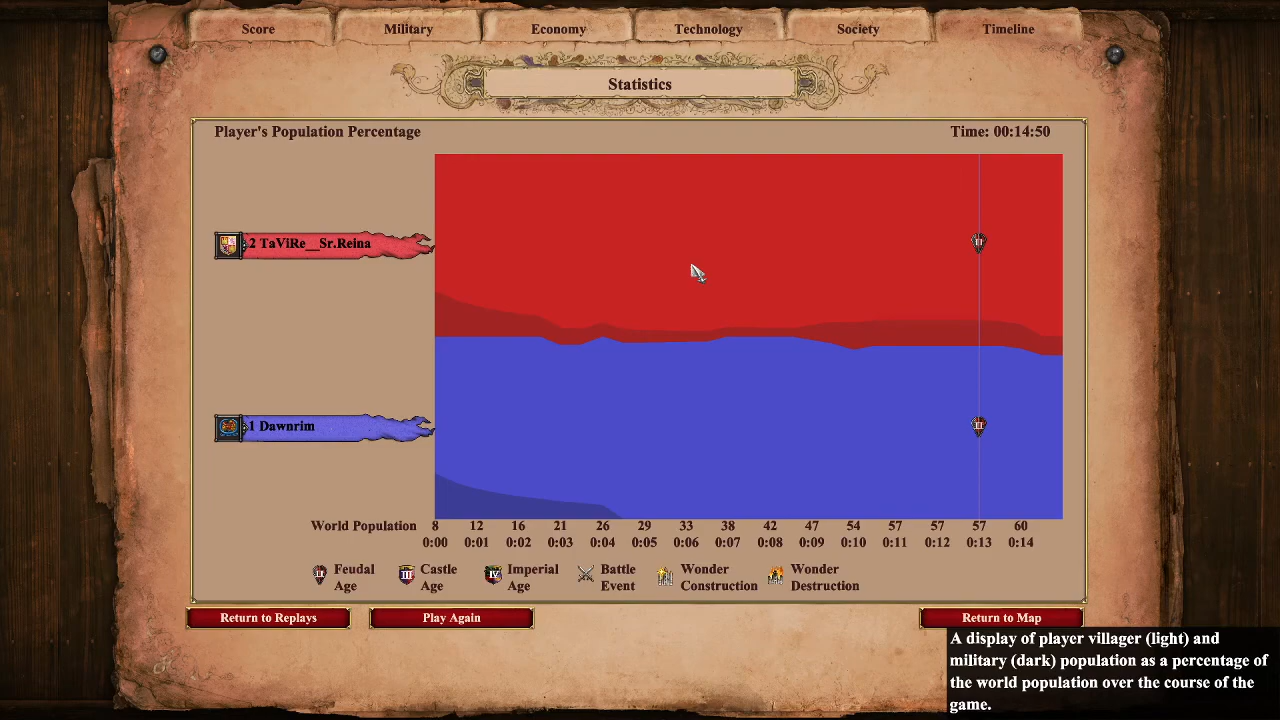 Score Military Economy Technology Society Timeline
Statistics
Player's Population Percentage Time: 00:14:50
2 TaViRe__Sr.Reina
II
1 Dawnrim
II
World Population 8 12 16 21 26 29 33 38 42 47 54 57 57 57 60
0:00 0:01 0:02 0:03 0:04 0:05 0:06 0:07 0:08 0:09 0:10 0:11 0:12 0:13 0:14
II Feudal Age
III Castle Age
IV Imperial Age
Battle Event
Wonder Construction
Wonder Destruction
Return to Replays Play Again Return to Map
A display of player villager (light) and
military (dark) population as a percentage of
the world population over the course of the
game.